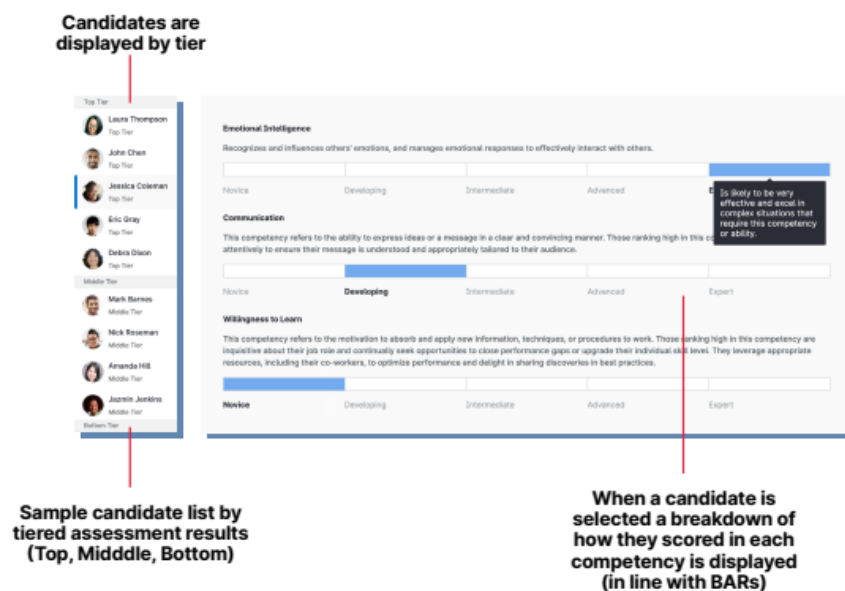 Candidates are
displayed by tier
Top Tier
Laura Thompson
Top Tier
John Chen
Top Tier
Jessica Coleman
Top Tier
Eric Gray
Top Tier
Debra Dixon
Top Tier
Middle Tier
Mark Barnes
Middle Tier
Nick Roseman
Middle Tier
Amanda Hill
Middle Tier
Jazmin Jenkins
Middle Tier
Bottom Tier
Emotional Intelligence
Recognizes and influences others' emotions, and manages emotional responses to effectively interact with others.
Novice
Developing
Intermediate
Advanced
E
Is likely to be very
effective and excel in
complex situations that
require this competency
or ability.
Communication
This competency refers to the ability to express ideas or a message in a clear and convincing manner. Those ranking high in this co
attentively to ensure their message is understood and appropriately tailored to their audience.
Novice
Developing
Intermediate
Advanced
Expert
Willingness to Learn
This competency refers to the motivation to absorb and apply new information, techniques, or procedures to work. Those ranking high in this competency are
inquisitive about their job role and continually seek opportunities to close performance gaps or upgrade their individual skill level. They leverage appropriate
resources, including their co-workers, to optimize performance and delight in sharing discoveries in best practices.
Novice
Developing
Intermediate
Advanced
Expert
Sample candidate list by
tiered assessment results
(Top, Midddle, Bottom)
When a candidate is
selected a breakdown of
how they scored in each
competency is displayed
(in line with BARs)